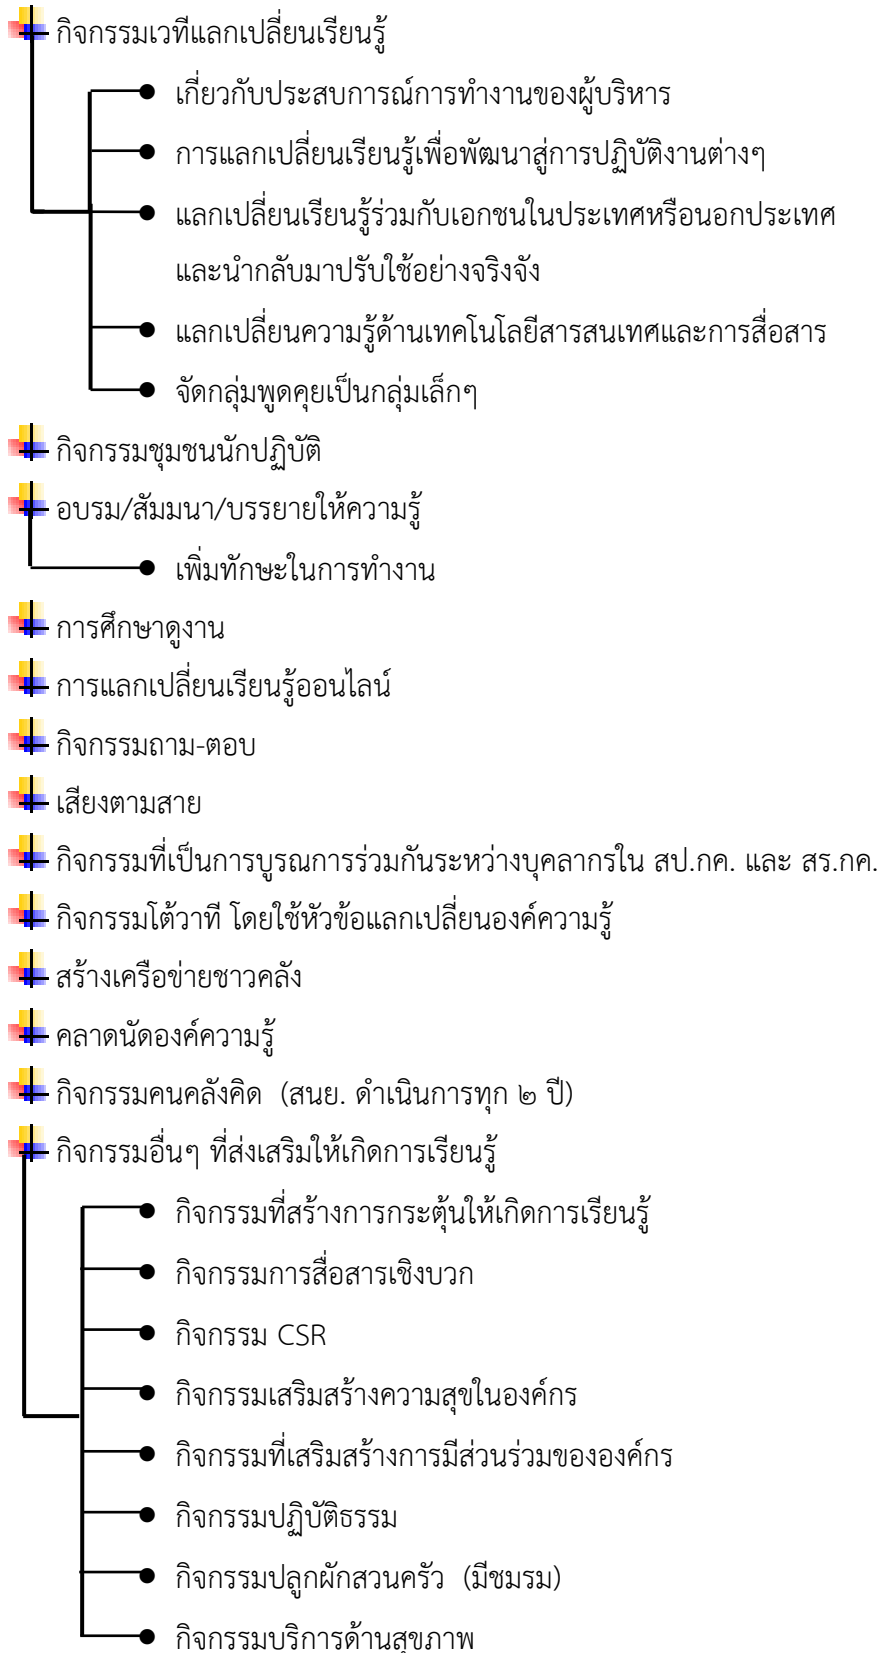 กิจกรรมเวทีแลกเปลี่ยนเรียนรู้
เกี่ยวกับประสบการณ์การทำงานของผู้บริหาร
การแลกเปลี่ยนเรียนรู้เพื่อพัฒนาสู่การปฏิบัติงานต่างๆ
แลกเปลี่ยนเรียนรู้ร่วมกับเอกชนในประเทศหรือนอกประเทศ
และนำกลับมาปรับใช้อย่างจริงจัง
แลกเปลี่ยนความรู้ด้านเทคโนโลยีสารสนเทศและการสื่อสาร
จัดกลุ่มพูดคุยเป็นกลุ่มเล็กๆ
กิจกรรมชุมชนนักปฏิบัติ
อบรม/สัมมนา/บรรยายให้ความรู้
เพิ่มทักษะในการทำงาน
การศึกษาดูงาน
การแลกเปลี่ยนเรียนรู้ออนไลน์
กิจกรรมถาม-ตอบ
เสียงตามสาย
กิจกรรมที่เป็นการบูรณการร่วมกันระหว่างบุคลากรใน สป.กค. และ สร.กค.
กิจกรรมโต้วาที โดยใช้หัวข้อแลกเปลี่ยนองค์ความรู้
สร้างเครือข่ายชาวคลัง
คลาดนัดองค์ความรู้
กิจกรรมคนคลังคิด (สนย. ดำเนินการทุก ๒ ปี)
กิจกรรมอื่นๆ ที่ส่งเสริมให้เกิดการเรียนรู้
กิจกรรมที่สร้างการกระตุ้นให้เกิดการเรียนรู้
กิจกรรมการสื่อสารเชิงบวก
กิจกรรม CSR
กิจกรรมเสริมสร้างความสุขในองค์กร
กิจกรรมที่เสริมสร้างการมีส่วนร่วมขององค์กร
กิจกรรมปฏิบัติธรรม
กิจกรรมปลูกผักสวนครัว (มีชมรม)
กิจกรรมบริการด้านสุขภาพ